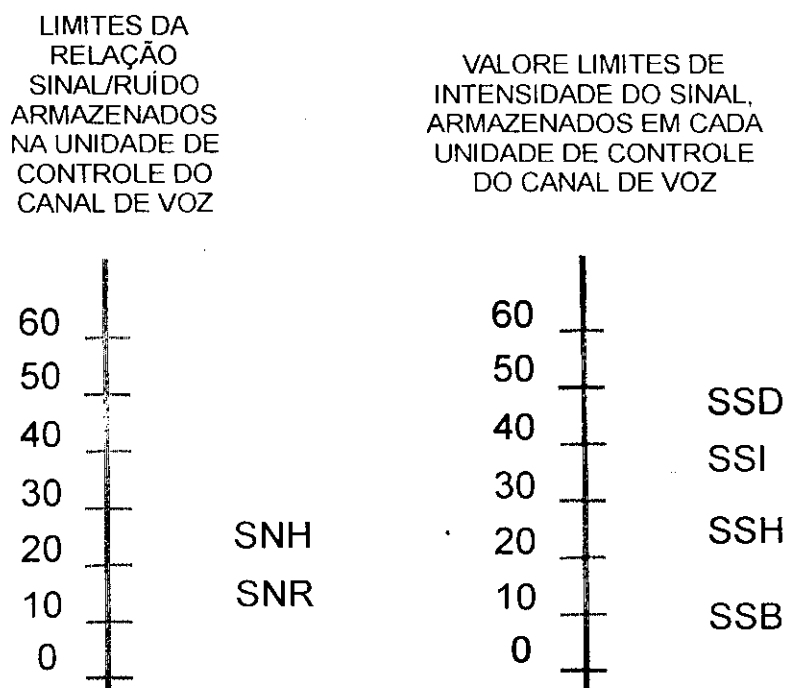 LIMITES DA
RELAÇÃO
SINAL/RUÍDO
ARMAZENADOS
NA UNIDADE DE
CONTROLE DO
CANAL DE VOZ
60
50
40
30
20
10
0
SNH
SNR
VALORE LIMITES DE
INTENSIDADE DO SINAL,
ARMAZENADOS EM CADA
UNIDADE DE CONTROLE
DO CANAL DE VOZ
60
50
40
30
20
10
0
SSD
SSI
SSH
SSB